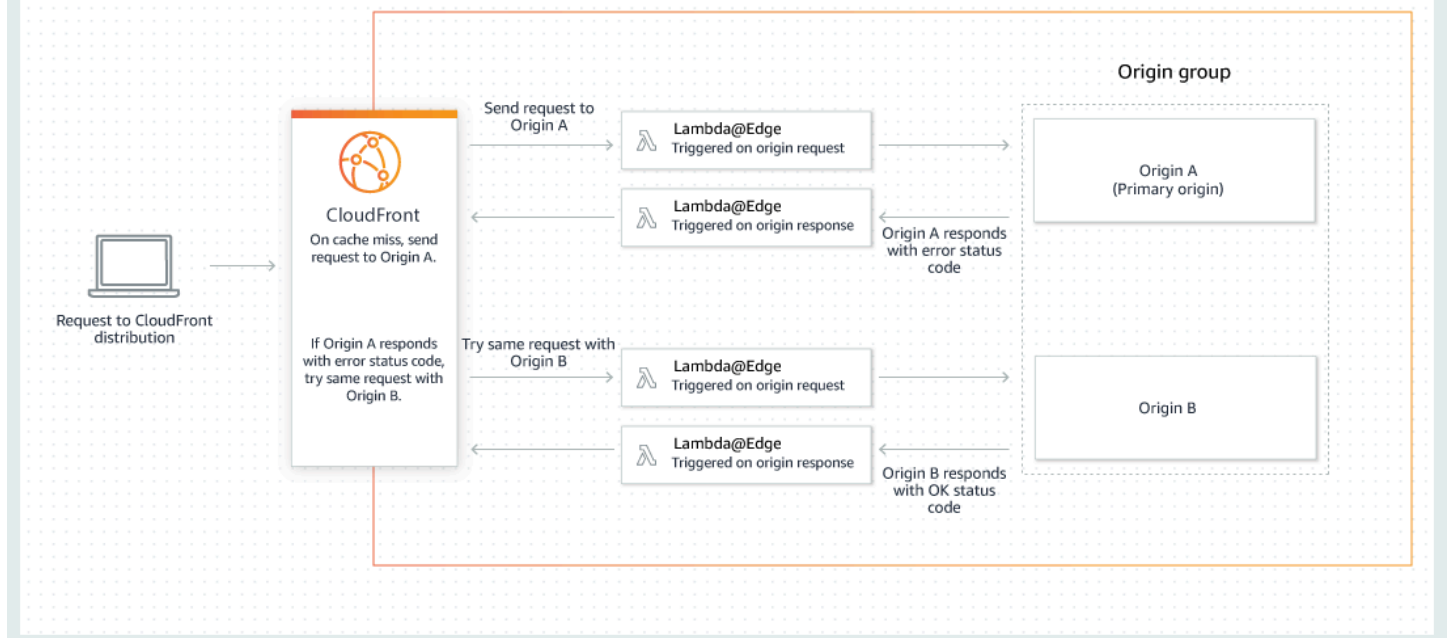 Origin group
Send request to
Origin A
Lambda@Edge
Triggered on origin request
Origin A
(Primary origin)
CloudFront
On cache miss, send
request to Origin A.
Lambda@Edge
Triggered on origin response
Origin A responds
with error status
code
Request to CloudFront
distribution
If Origin A responds
with error status code,
try same request with
Origin B.
Try same request with
Origin B
Lambda@Edge
Triggered on origin request
Origin B
Lambda@Edge
Triggered on origin response
Origin B responds
with OK status
code